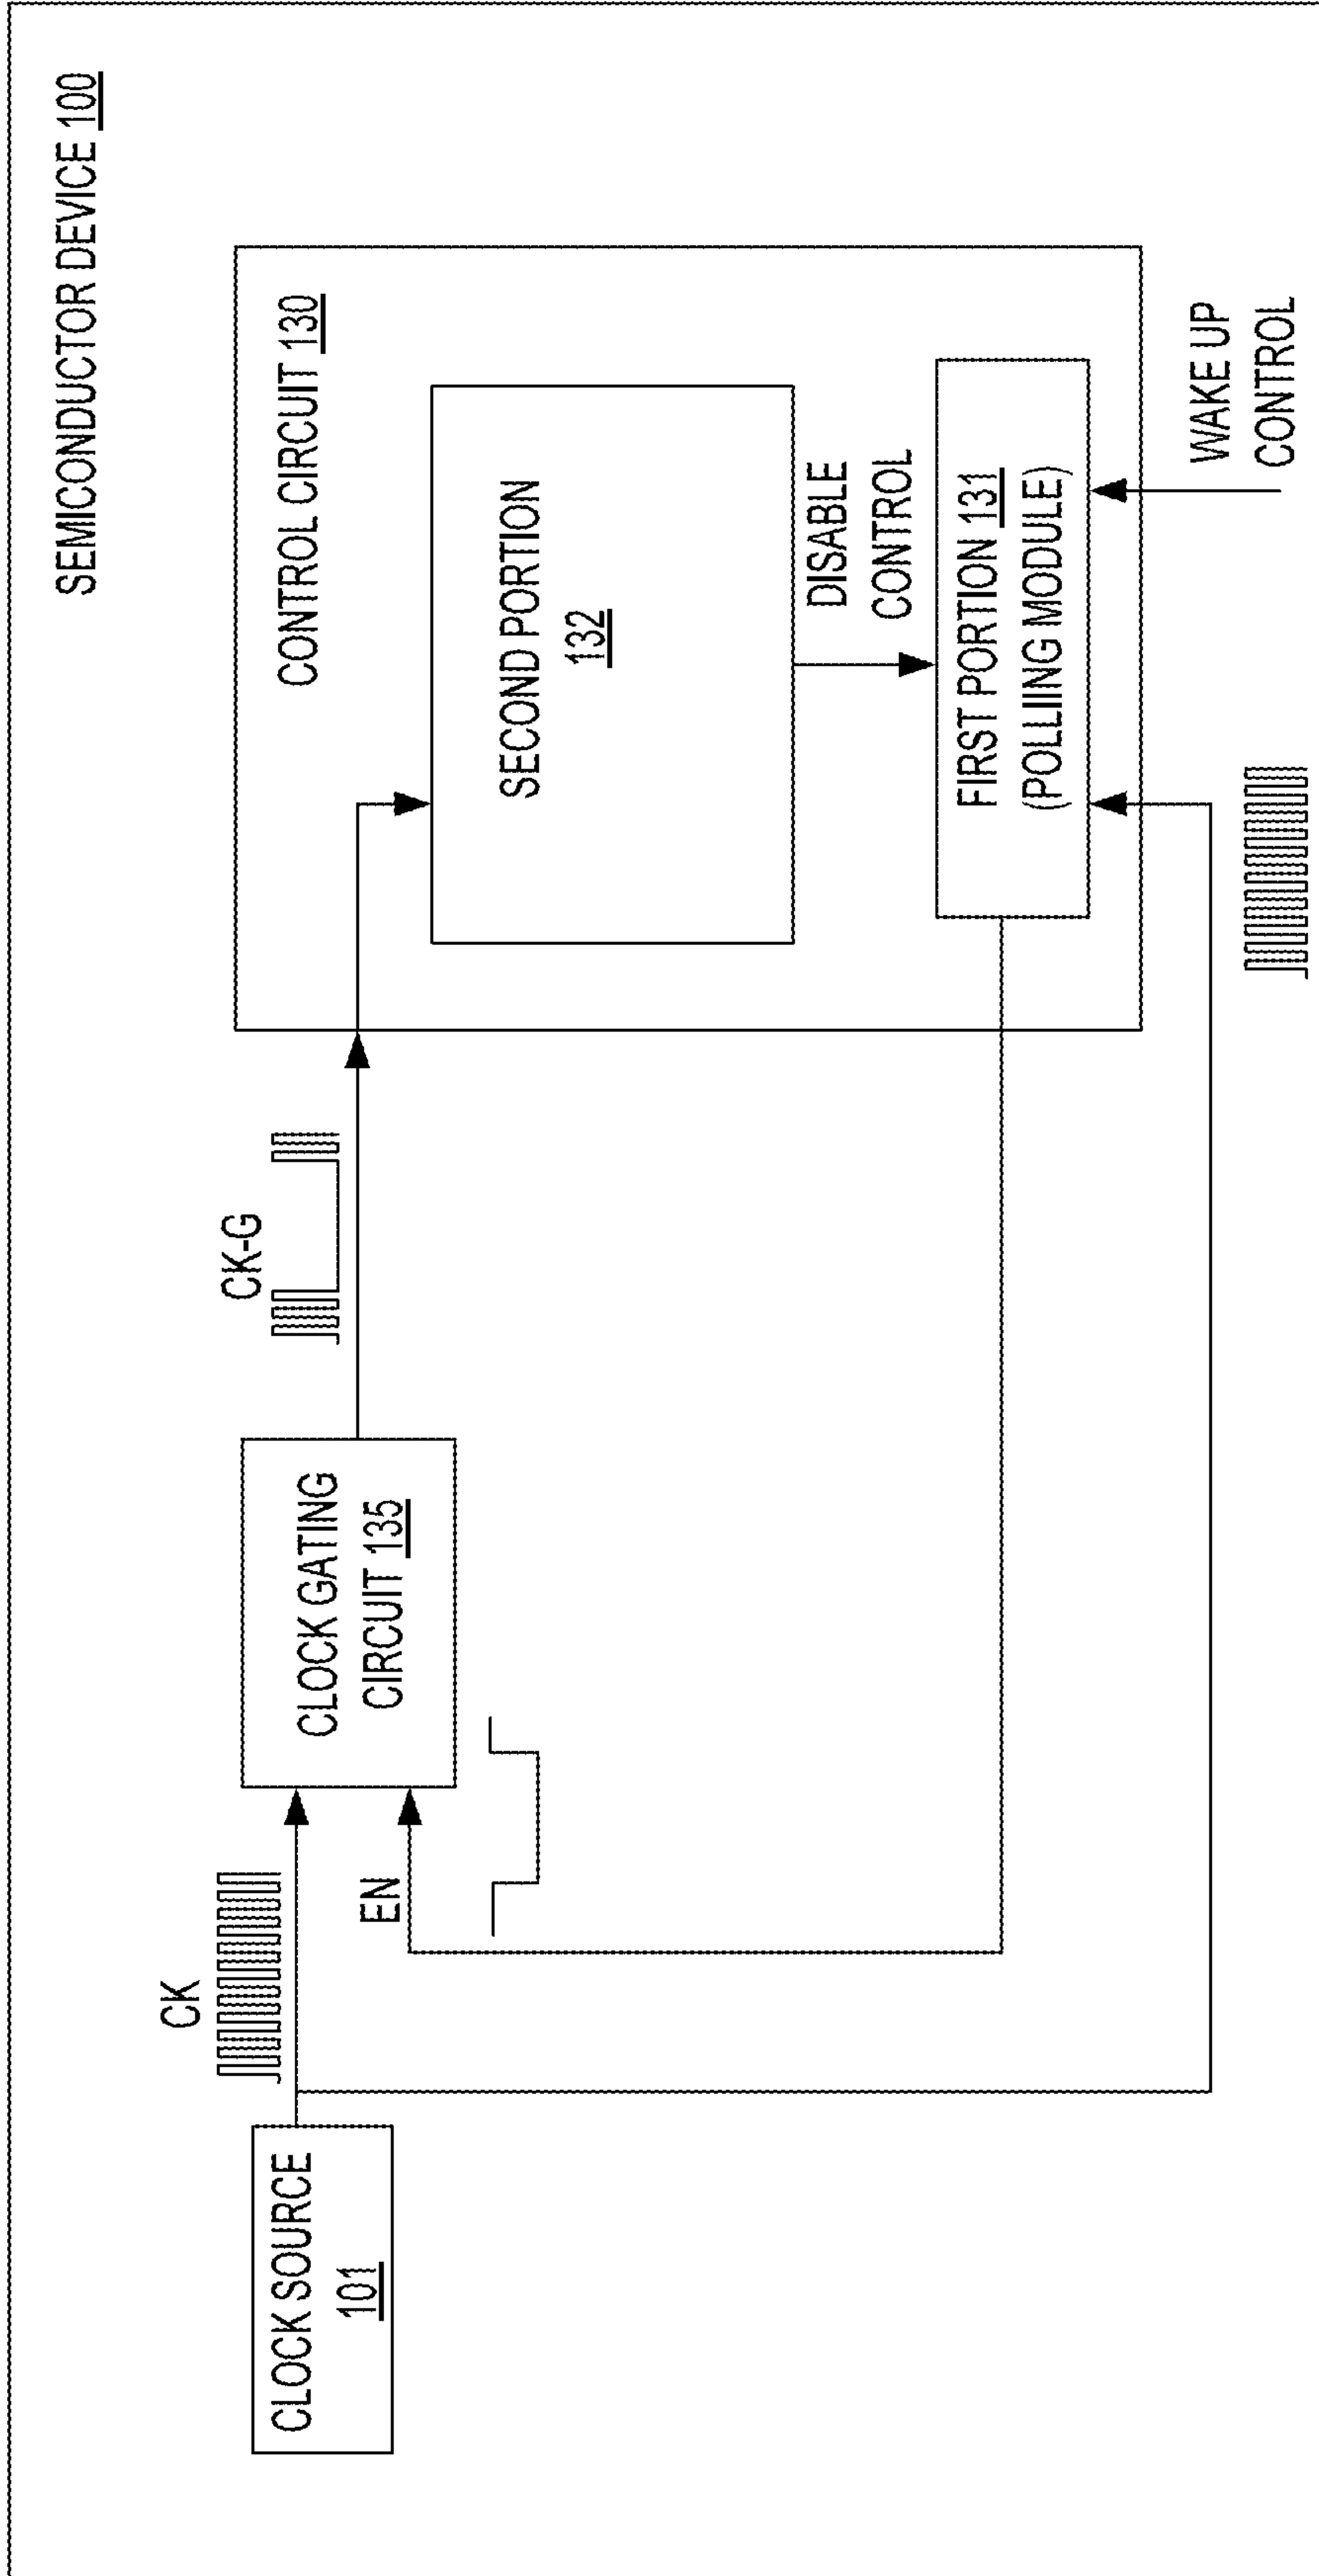 SEMICONDUCTOR DEVICE 100
CLOCK SOURCE
101
CK
EN
CLOCK GATING
CIRCUIT 135
CK-G
CONTROL CIRCUIT 130
SECOND PORTION
132
DISABLE
CONTROL
FIRST PORTION 131
(POLLIING MODULE)
WAKE UP
CONTROL